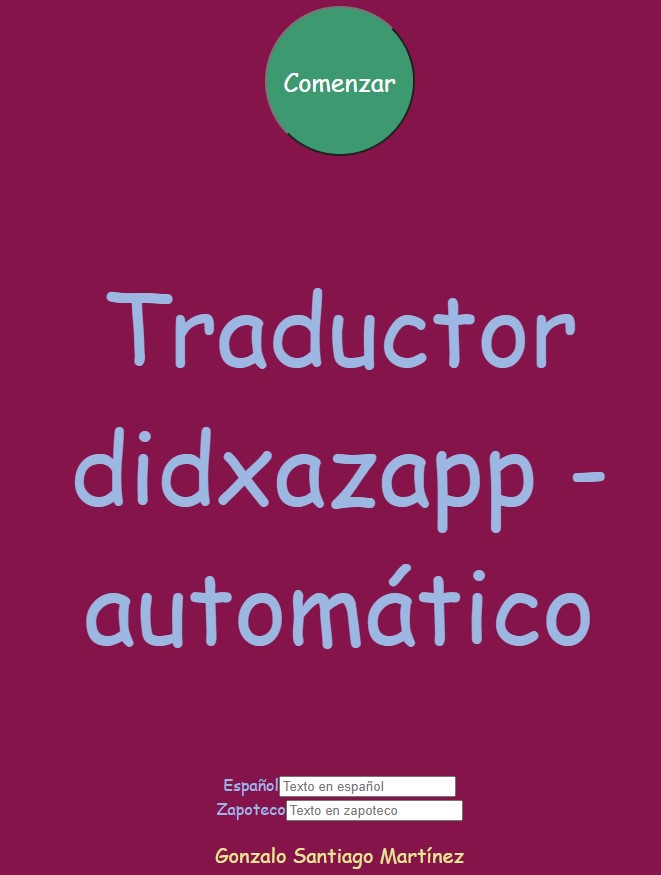 Comenzar
Traductor
didxazapp -
automático
Español Texto en español
Zapoteco Texto en zapoteco
Gonzalo Santiago Martínez